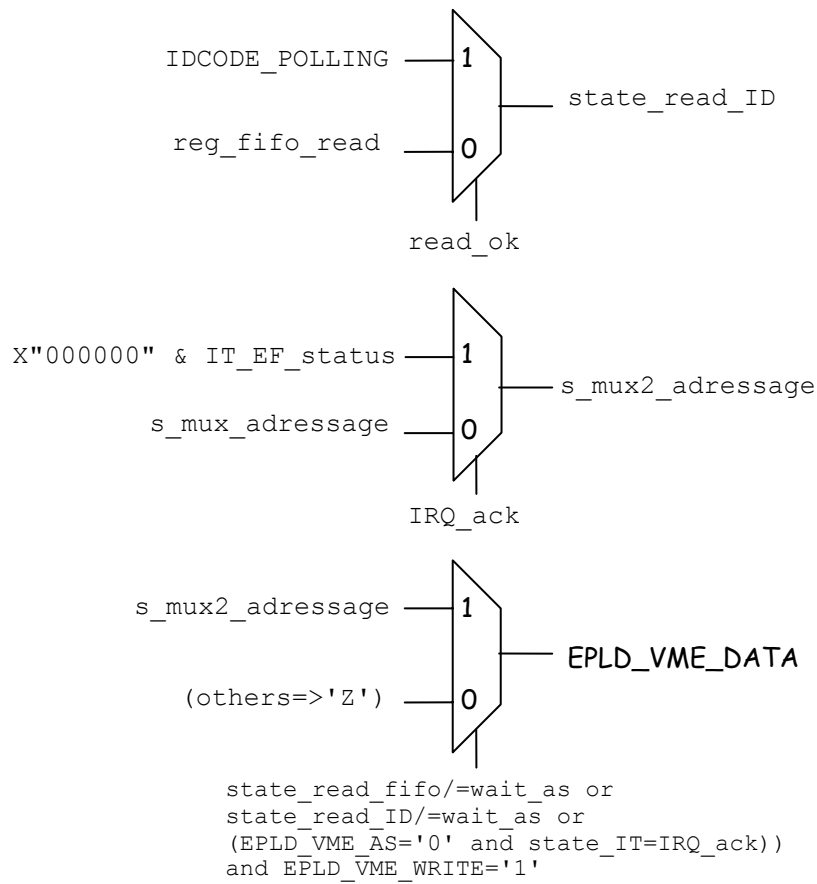 IDCODE_POLLING
1
state_read_ID
reg_fifo_read
0
read_ok
X"000000" & IT_EF_status
1
s_mux2_adressage
s_mux_adressage
0
IRQ_ack
s_mux2_adressage
1
EPLD_VME_DATA
(others=>'Z')
0
state_read_fifo/=wait_as or
state_read_ID/=wait_as or
(EPLD_VME_AS='0' and state_IT=IRQ_ack))
and EPLD_VME_WRITE='1'